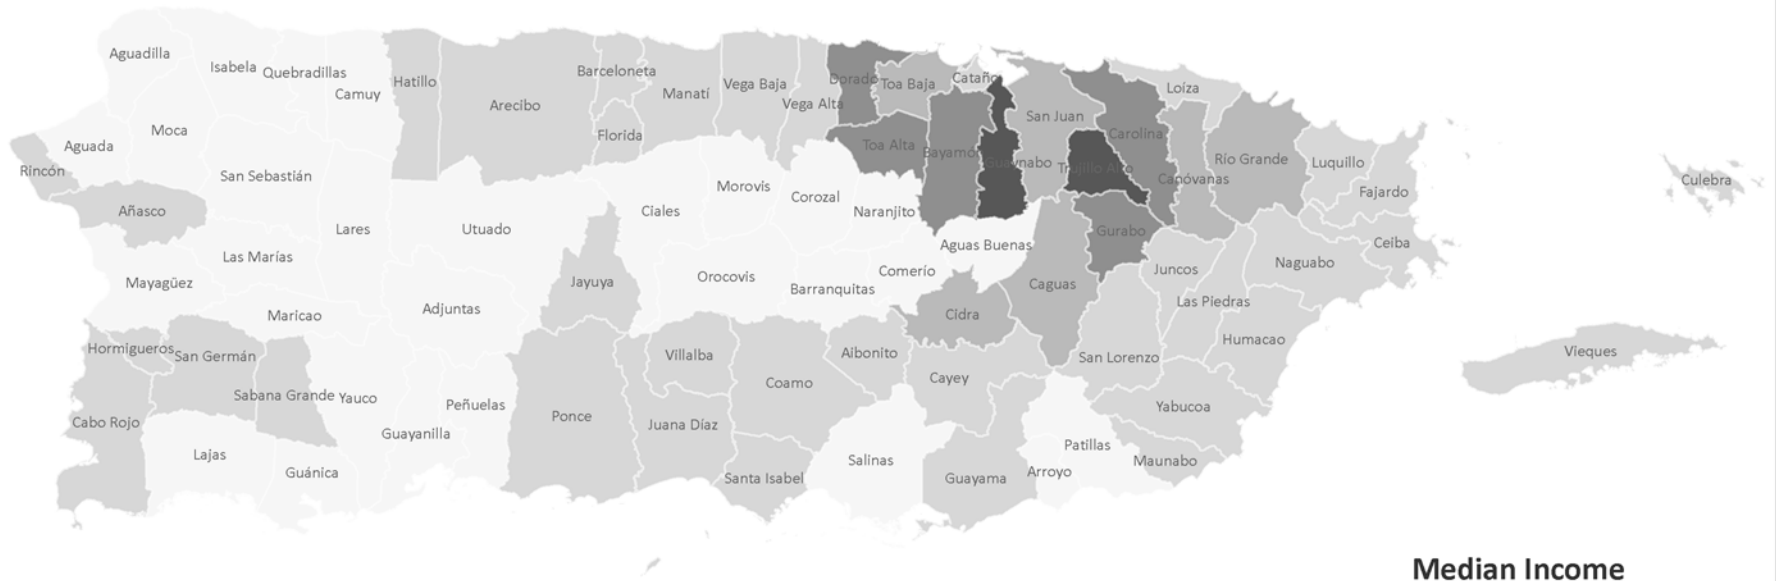 Aguadilla
Isabela
Quebradillas
Camuy
Hatillo
Arecibo
Barceloneta
Manatí
Vega Baja
Vega Alta
Dorado
Toa Baja
Cataño
San Juan
Loíza
Moca
Aguada
Rincón
San Sebastián
Florida
Toa Alta
Bayamón
Guaynabo
Trujillo Alto
Carolina
Canóvanas
Río Grande
Luquillo
Fajardo
Culebra
Añasco
Lares
Utuado
Ciales
Morovis
Corozal
Naranjito
Aguas Buenas
Gurabo
Ceiba
Las Marías
Mayagüez
Maricao
Adjuntas
Jayuya
Orocovis
Barranquitas
Comerío
Cidra
Caguas
Juncos
Las Piedras
Naguabo
Humacao
Vieques
Hormigueros
San Germán
Sabana Grande
Yauco
Guayanilla
Peñuelas
Ponce
Villalba
Juana Díaz
Coamo
Aibonito
Cayey
San Lorenzo
Yabucoa
Cabo Rojo
Lajas
Guánica
Santa Isabel
Salinas
Guayama
Arroyo
Patillas
Maunabo
Median Income